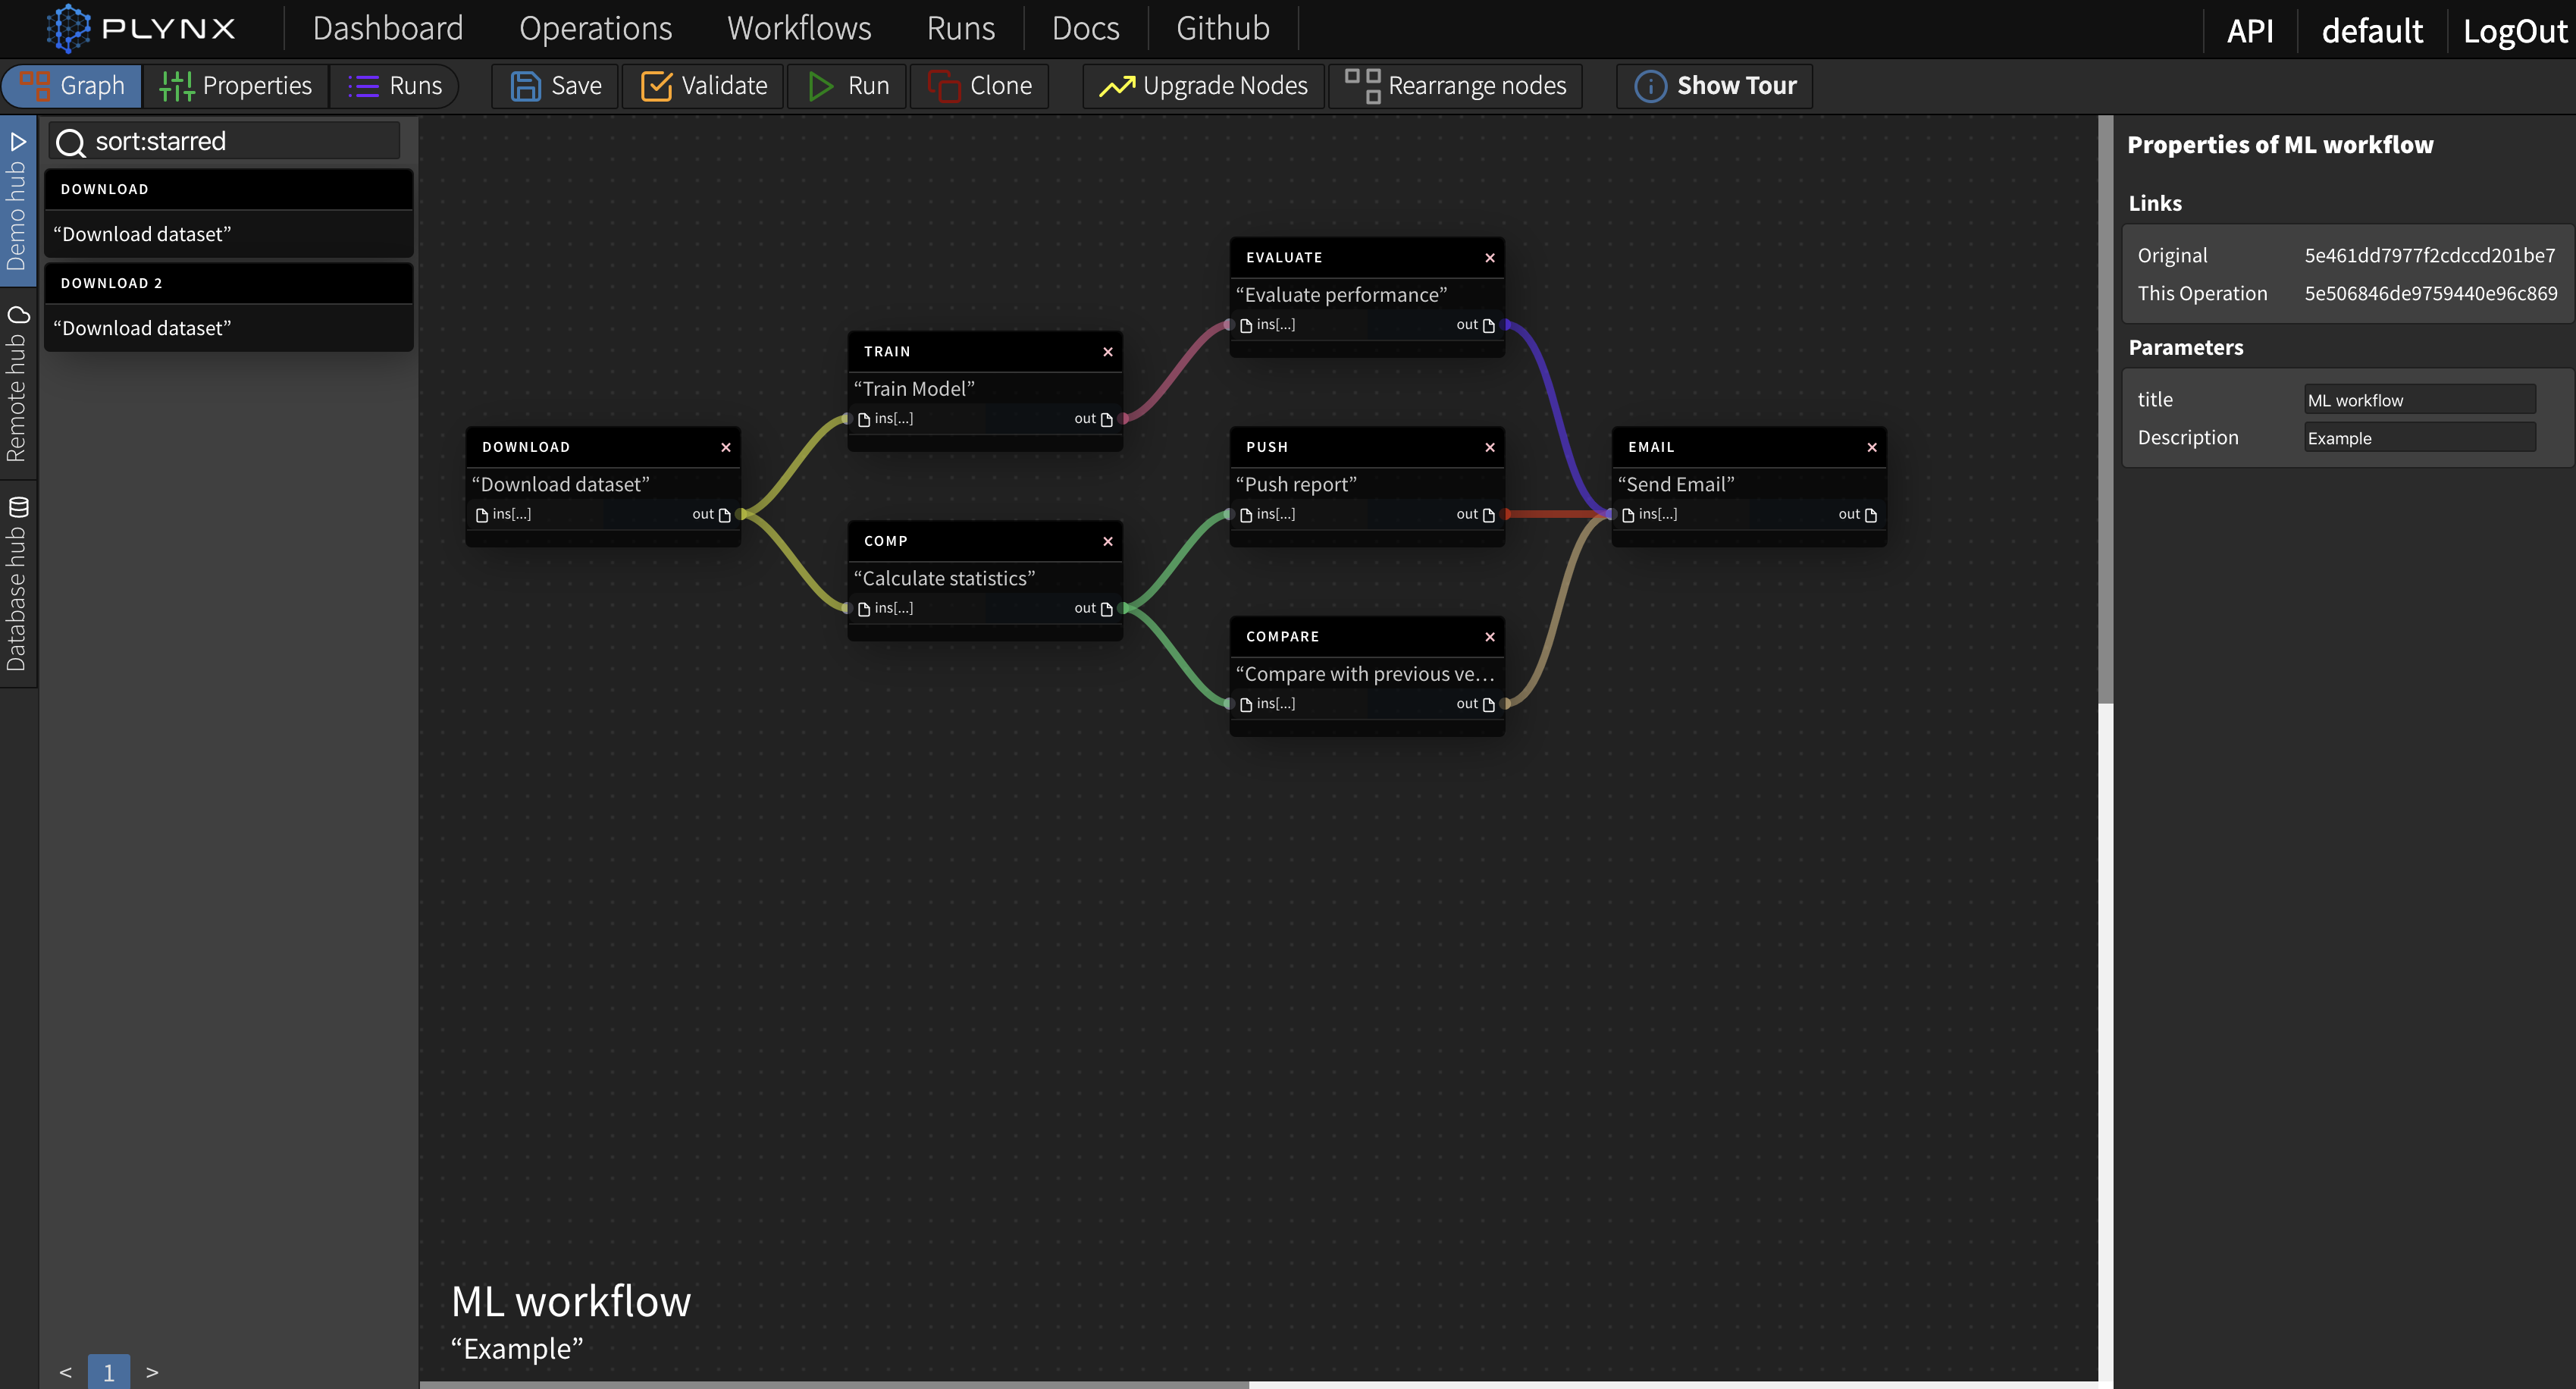 PLYNX Dashboard Operations Workflows Runs Docs Github API default LogOut
Graph Properties Runs Save Validate Run Clone Upgrade Nodes Rearrange nodes Show Tour
Demo hub
Remote hub
Database hub
sort:starred
DOWNLOAD
“Download dataset”
DOWNLOAD 2
“Download dataset”
< 1 >
DOWNLOAD ×
“Download dataset”
ins[...] out
TRAIN ×
“Train Model”
ins[...] out
COMP ×
“Calculate statistics”
ins[...] out
EVALUATE ×
“Evaluate performance”
ins[...] out
PUSH ×
“Push report”
ins[...] out
COMPARE ×
“Compare with previous ve...
ins[...] out
EMAIL ×
“Send Email”
ins[...] out
ML workflow
“Example”
Properties of ML workflow
Links
Original 5e461dd7977f2cdccd201be7
This Operation 5e506846de9759440e96c869
Parameters
title ML workflow
Description Example